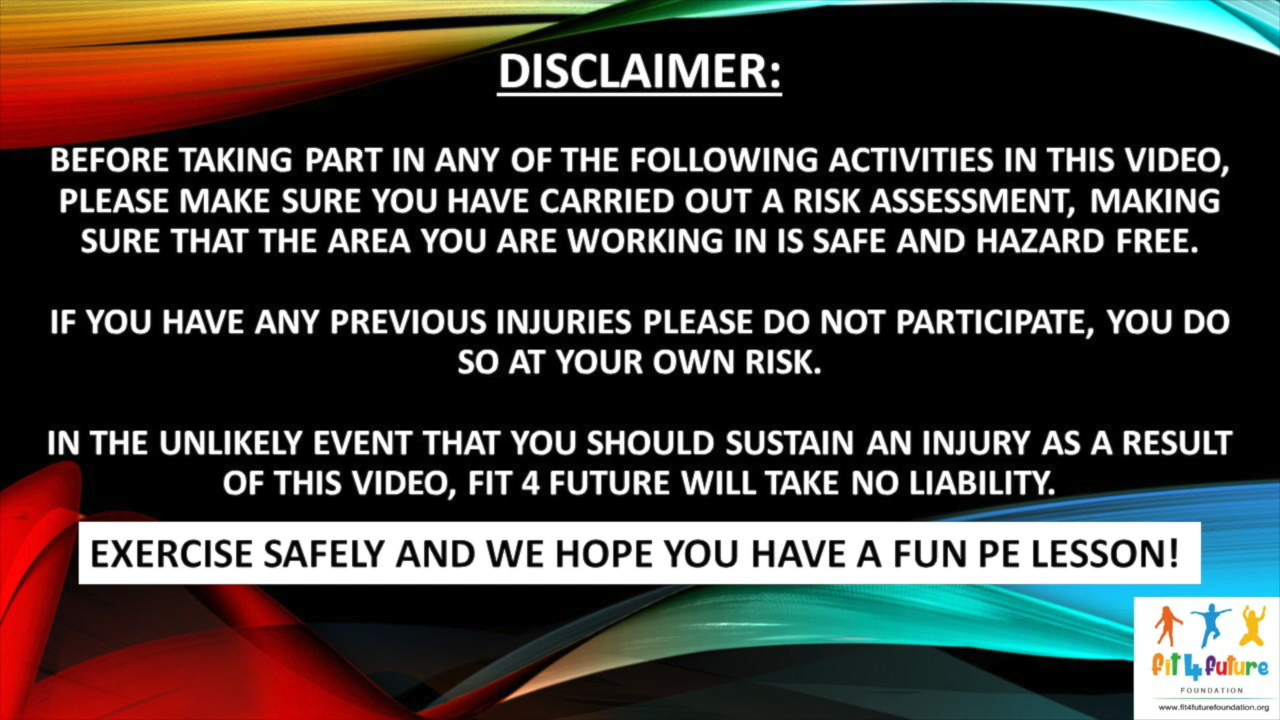 DISCLAIMER:
BEFORE TAKING PART IN ANY OF THE FOLLOWING ACTIVITIES IN THIS VIDEO,
PLEASE MAKE SURE YOU HAVE CARRIED OUT A RISK ASSESSMENT, MAKING
SURE THAT THE AREA YOU ARE WORKING IN IS SAFE AND HAZARD FREE.
IF YOU HAVE ANY PREVIOUS INJURIES PLEASE DO NOT PARTICIPATE, YOU DO
SO AT YOUR OWN RISK.
IN THE UNLIKELY EVENT THAT YOU SHOULD SUSTAIN AN INJURY AS A RESULT
OF THIS VIDEO, FIT 4 FUTURE WILL TAKE NO LIABILITY.
EXERCISE SAFELY AND WE HOPE YOU HAVE A FUN PE LESSON!
fit4future
FOUNDATION
www.fit4futurefoundation.org